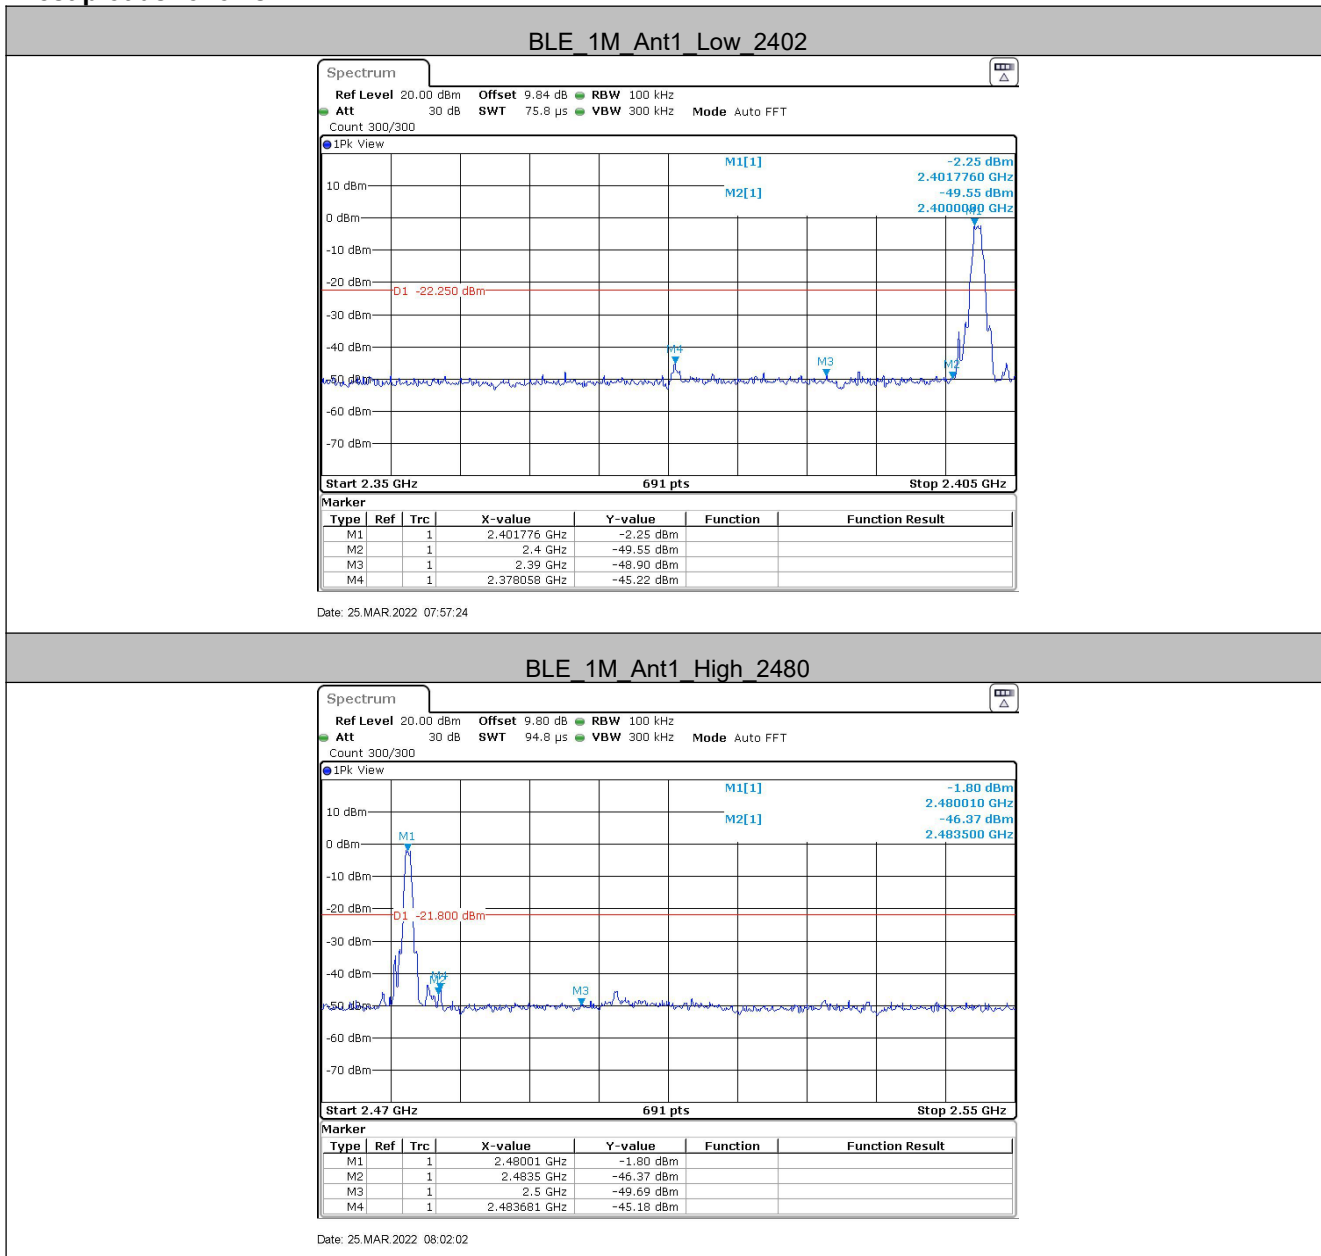 BLE_1M_Ant1_Low_2402
Spectrum
Ref Level 20.00 dBm Offset 9.84 dB RBW 100 kHz
Att 30 dB SWT 75.8 µs VBW 300 kHz Mode Auto FFT
Count 300/300
1Pk View
M1[1] -2.25 dBm
2.4017760 GHz
10 dBm
M2[1] -49.55 dBm
2.4000000 GHz
M1
0 dBm
-10 dBm
-20 dBm
D1 -22.250 dBm
-30 dBm
-40 dBm
M4
M3
M2
-50 dBm
-60 dBm
-70 dBm
Start 2.35 GHz 691 pts Stop 2.405 GHz
Marker
Type Ref Trc X-value Y-value Function Function Result
M1 1 2.401776 GHz -2.25 dBm
M2 1 2.4 GHz -49.55 dBm
M3 1 2.39 GHz -48.90 dBm
M4 1 2.378058 GHz -45.22 dBm
Date: 25.MAR.2022 07:57:24
BLE_1M_Ant1_High_2480
Spectrum
Ref Level 20.00 dBm Offset 9.80 dB RBW 100 kHz
Att 30 dB SWT 94.8 µs VBW 300 kHz Mode Auto FFT
Count 300/300
1Pk View
M1[1] -1.80 dBm
2.480010 GHz
10 dBm
M2[1] -46.37 dBm
2.483500 GHz
M1
0 dBm
-10 dBm
-20 dBm
D1 -21.800 dBm
-30 dBm
-40 dBm
M4
M2
M3
-50 dBm
-60 dBm
-70 dBm
Start 2.47 GHz 691 pts Stop 2.55 GHz
Marker
Type Ref Trc X-value Y-value Function Function Result
M1 1 2.48001 GHz -1.80 dBm
M2 1 2.4835 GHz -46.37 dBm
M3 1 2.5 GHz -49.69 dBm
M4 1 2.483681 GHz -45.18 dBm
Date: 25.MAR.2022 08:02:02